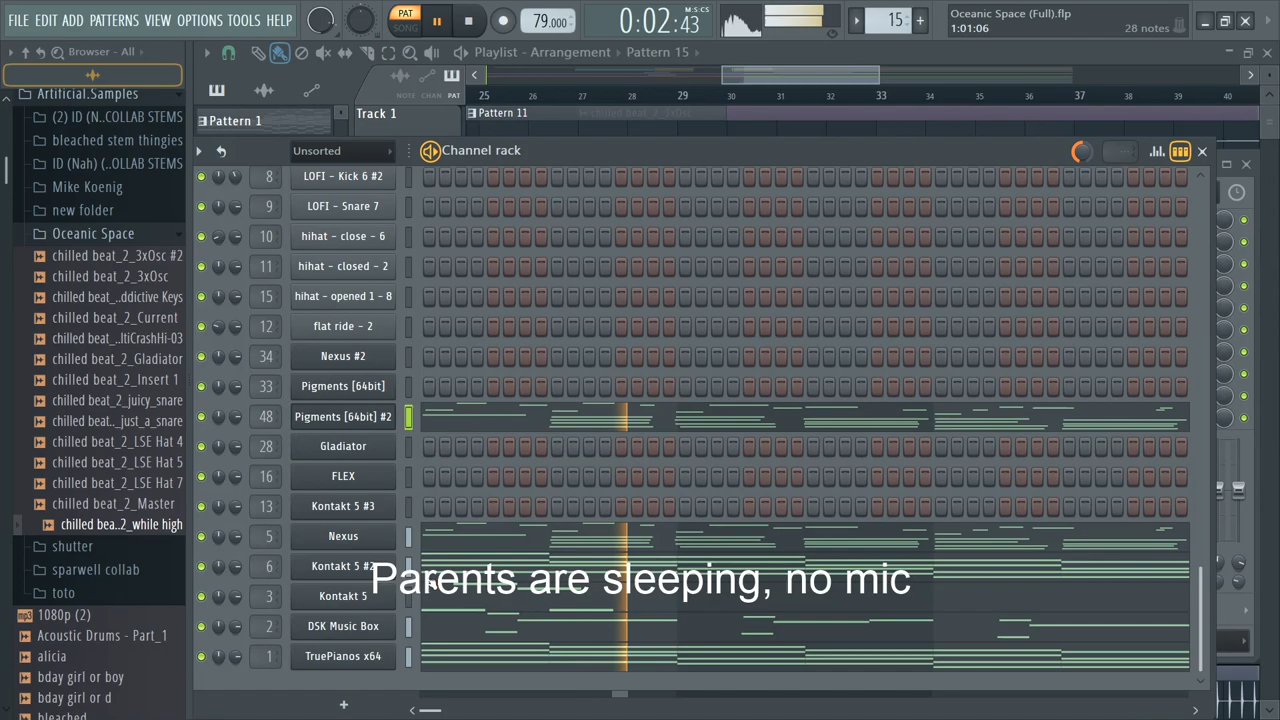 FILE EDIT ADD PATTERNS VIEW OPTIONS TOOLS HELP
PAT
SONG
79.000
M:S:CS
0:02:43
15
Oceanic Space (Full).flp
1:01:06
28 notes
Browser - All
Playlist - Arrangement
Pattern 15
NOTE CHAN PAT
25 26 27 28 29 30 31 32 33 34 35 36 37 38 39 40
Pattern 1
Track 1
Pattern 11
Artificial.Samples
(2) ID (N..COLLAB STEMS
bleached stem thingies
ID (Nah) (..COLLAB STEMS
Mike Koenig
new folder
Oceanic Space
chilled beat_2_3xOsc #2
chilled beat_2_3xOsc
chilled beat_2_..ddictive Keys
chilled beat_2_Current
chilled beat_2_..ltiCrashHi-03
chilled beat_2_Gladiator
chilled beat_2_Insert 1
chilled beat_2_juicy_snare
chilled beat_..just_a_snare
chilled beat_2_LSE Hat 4
chilled beat_2_LSE Hat 5
chilled beat_2_LSE Hat 7
chilled beat_2_Master
chilled bea..2_while high
shutter
sparwell collab
toto
mp3 1080p (2)
Acoustic Drums - Part_1
alicia
bday girl or boy
bday girl or d
bleached
Unsorted
Channel rack
8 LOFI - Kick 6 #2
9 LOFI - Snare 7
10 hihat - close - 6
11 hihat - closed - 2
15 hihat - opened 1 - 8
12 flat ride - 2
34 Nexus #2
33 Pigments [64bit]
48 Pigments [64bit] #2
28 Gladiator
16 FLEX
13 Kontakt 5 #3
5 Nexus
6 Kontakt 5 #2
3 Kontakt 5
2 DSK Music Box
1 TruePianos x64
Parents are sleeping, no mic